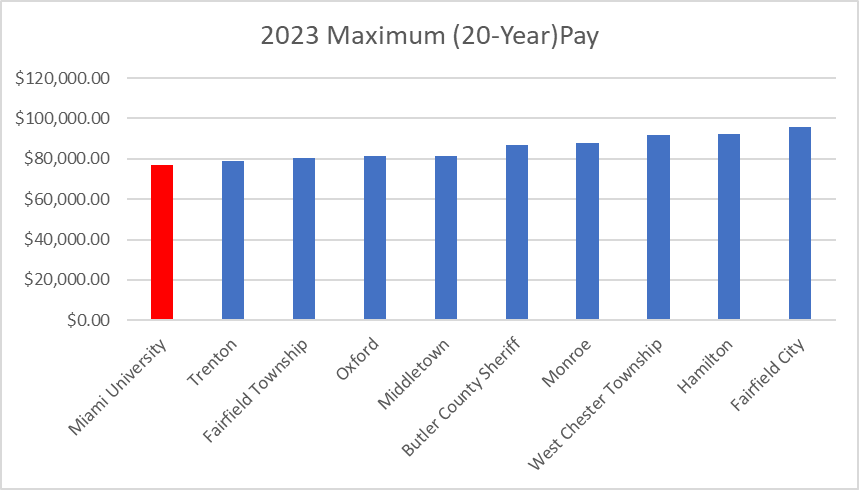 2023 Maximum (20-Year)Pay
$120,000.00
$100,000.00
$80,000.00
$60,000.00
$40,000.00
$20,000.00
$0.00
Miami University
Trenton
Fairfield Township
Oxford
Middletown
Butler County Sheriff
Monroe
West Chester Township
Hamilton
Fairfield City